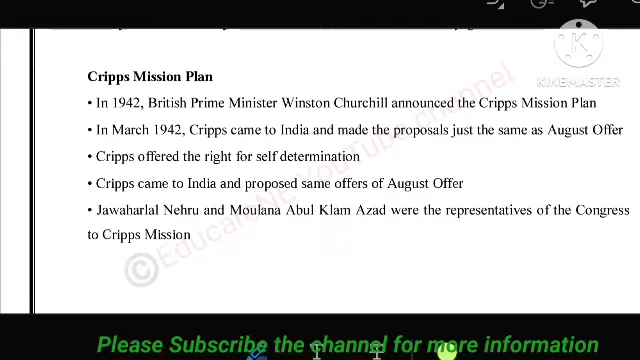 KINEMASTER
Cripps Mission Plan
• In 1942, British Prime Minister Winston Churchill announced the Cripps Mission Plan
• In March 1942, Cripps came to India and made the proposals just the same as August Offer
• Cripps offered the right for self determination
• Cripps came to India and proposed same offers of August Offer
• Jawaharlal Nehru and Moulana Abul Klam Azad were the representatives of the Congress
to Cripps Mission
© EducateNE YouTube channel
Please Subscribe the channel for more information